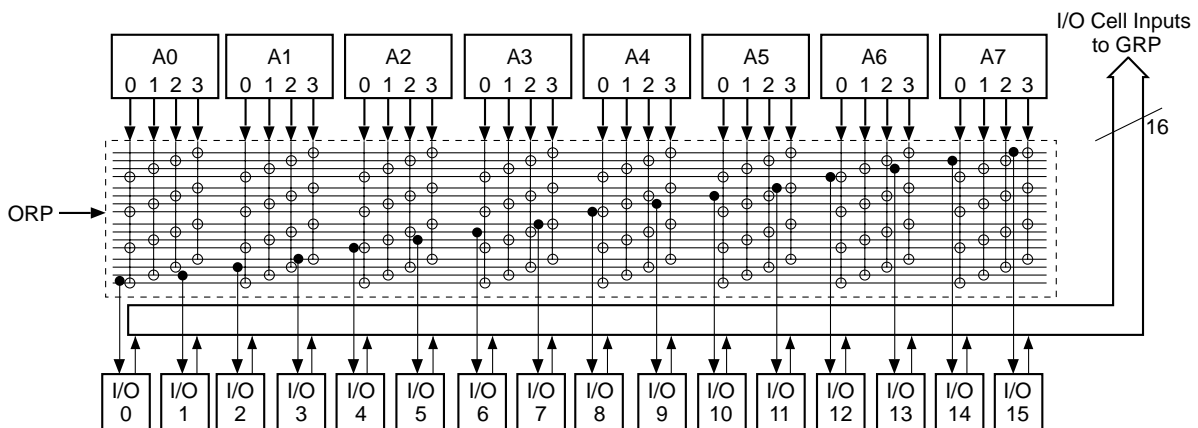 I/O Cell Inputs
to GRP
A0 A1 A2 A3 A4 A5 A6 A7
0 1 2 3 0 1 2 3 0 1 2 3 0 1 2 3 0 1 2 3 0 1 2 3 0 1 2 3 0 1 2 3
16
ORP
I/O I/O I/O I/O I/O I/O I/O I/O I/O I/O I/O I/O I/O I/O I/O I/O
0 1 2 3 4 5 6 7 8 9 10 11 12 13 14 15